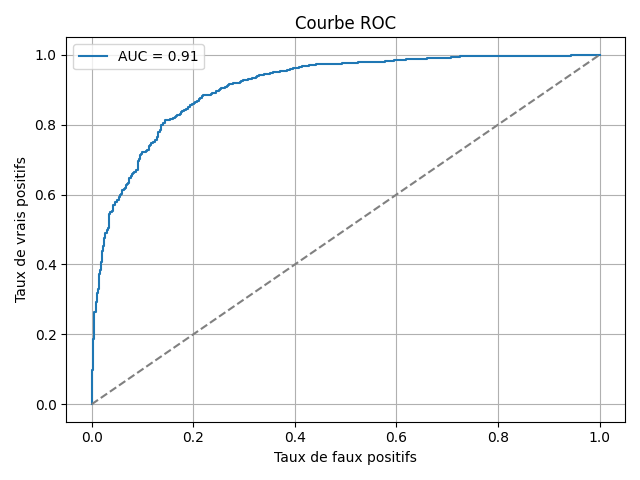 Courbe ROC
AUC = 0.91
Taux de vrais positifs
1.0
0.8
0.6
0.4
0.2
0.0
0.0 0.2 0.4 0.6 0.8 1.0
Taux de faux positifs